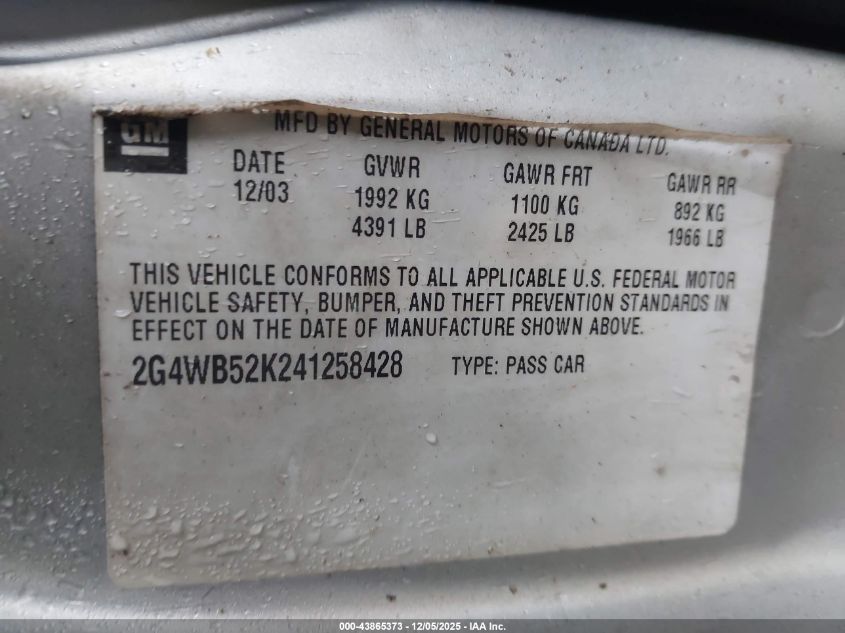 GM
MFD BY GENERAL MOTORS OF CANADA LTD.
DATE GVWR GAWR FRT GAWR RR
12/03 1992 KG 1100 KG 892 KG
4391 LB 2425 LB 1966 LB
THIS VEHICLE CONFORMS TO ALL APPLICABLE U.S. FEDERAL MOTOR
VEHICLE SAFETY, BUMPER, AND THEFT PREVENTION STANDARDS IN
EFFECT ON THE DATE OF MANUFACTURE SHOWN ABOVE.
2G4WB52K241258428 TYPE: PASS CAR
000-43865373 - 12/05/2025 - IAA Inc.